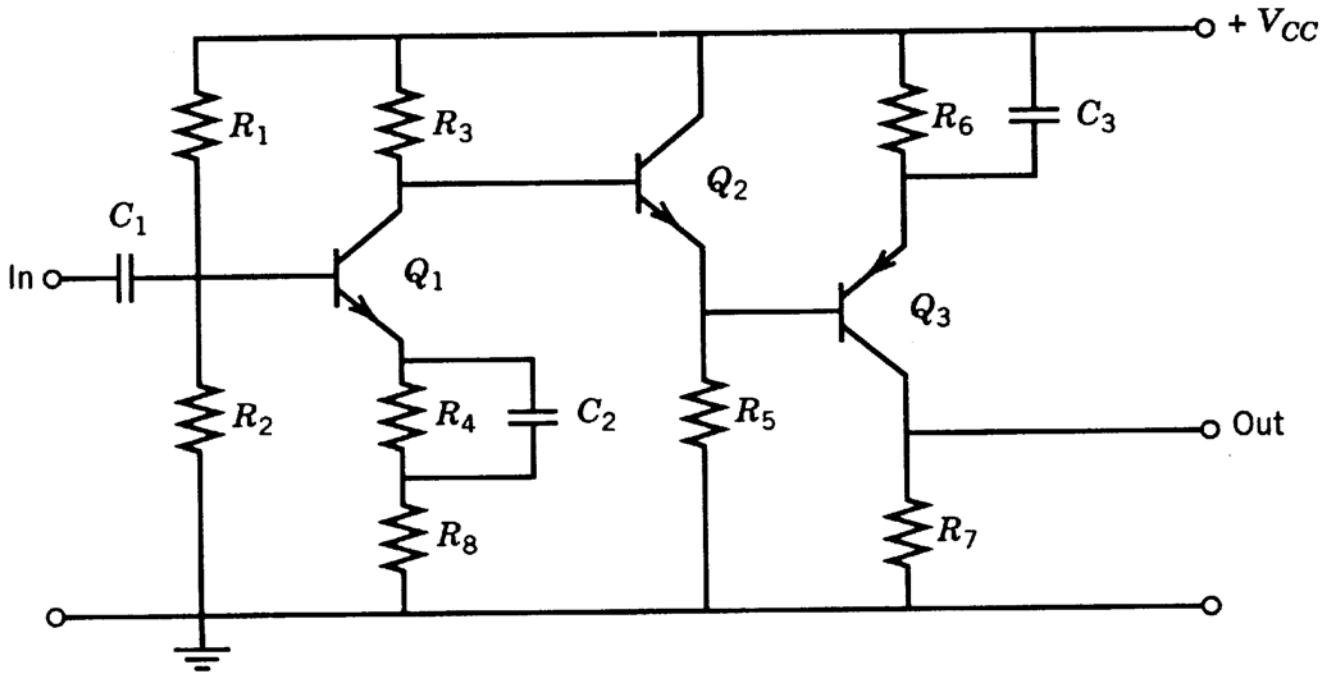 + V_CC
R_1
R_3
R_6
C_3
Q_2
C_1
In
Q_1
Q_3
R_2
R_4
C_2
R_5
Out
R_8
R_7